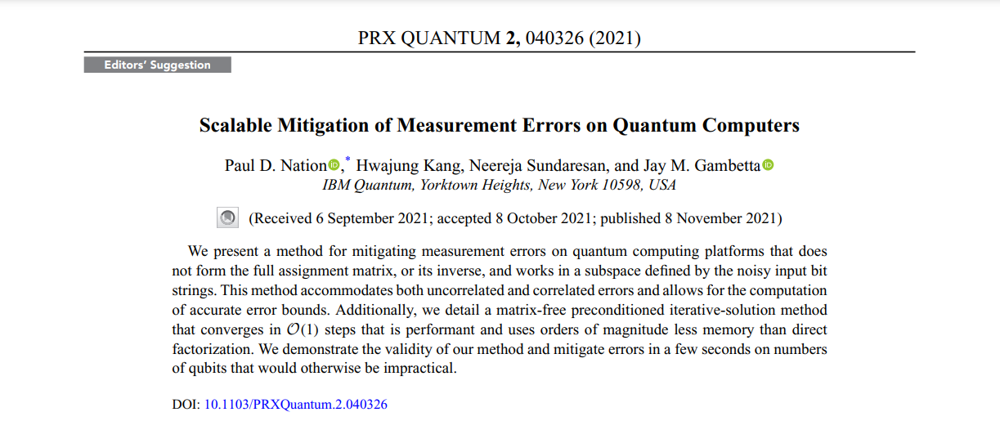 PRX QUANTUM 2, 040326 (2021)
Editors' Suggestion
Scalable Mitigation of Measurement Errors on Quantum Computers
Paul D. Nation,* Hwajung Kang, Neereja Sundaresan, and Jay M. Gambetta
IBM Quantum, Yorktown Heights, New York 10598, USA
(Received 6 September 2021; accepted 8 October 2021; published 8 November 2021)
We present a method for mitigating measurement errors on quantum computing platforms that does
not form the full assignment matrix, or its inverse, and works in a subspace defined by the noisy input bit
strings. This method accommodates both uncorrelated and correlated errors and allows for the computation
of accurate error bounds. Additionally, we detail a matrix-free preconditioned iterative-solution method
that converges in O(1) steps that is performant and uses orders of magnitude less memory than direct
factorization. We demonstrate the validity of our method and mitigate errors in a few seconds on numbers
of qubits that would otherwise be impractical.
DOI: 10.1103/PRXQuantum.2.040326